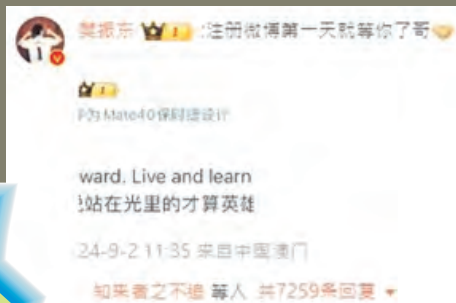 樊振东 1 :注册微博第一天就等你了哥
1
为Mate40保时捷设计
ward. Live and learn
站在光里的才算英雄
24-9-2 11:35 来自中国澳门
知来者之不追 等人 共7259条回复